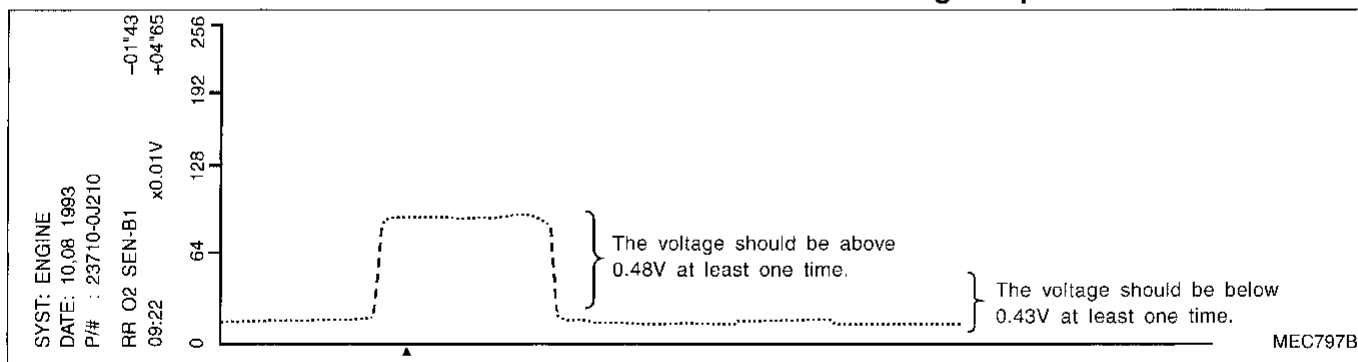 SYST: ENGINE
DATE: 10,08 1993
P/# : 23710-0J210
RR O2 SEN-B1
09:22
x0.01V
-01"43
+04"65
256
192
128
64
0
The voltage should be above
0.48V at least one time.
The voltage should be below
0.43V at least one time.
MEC797B